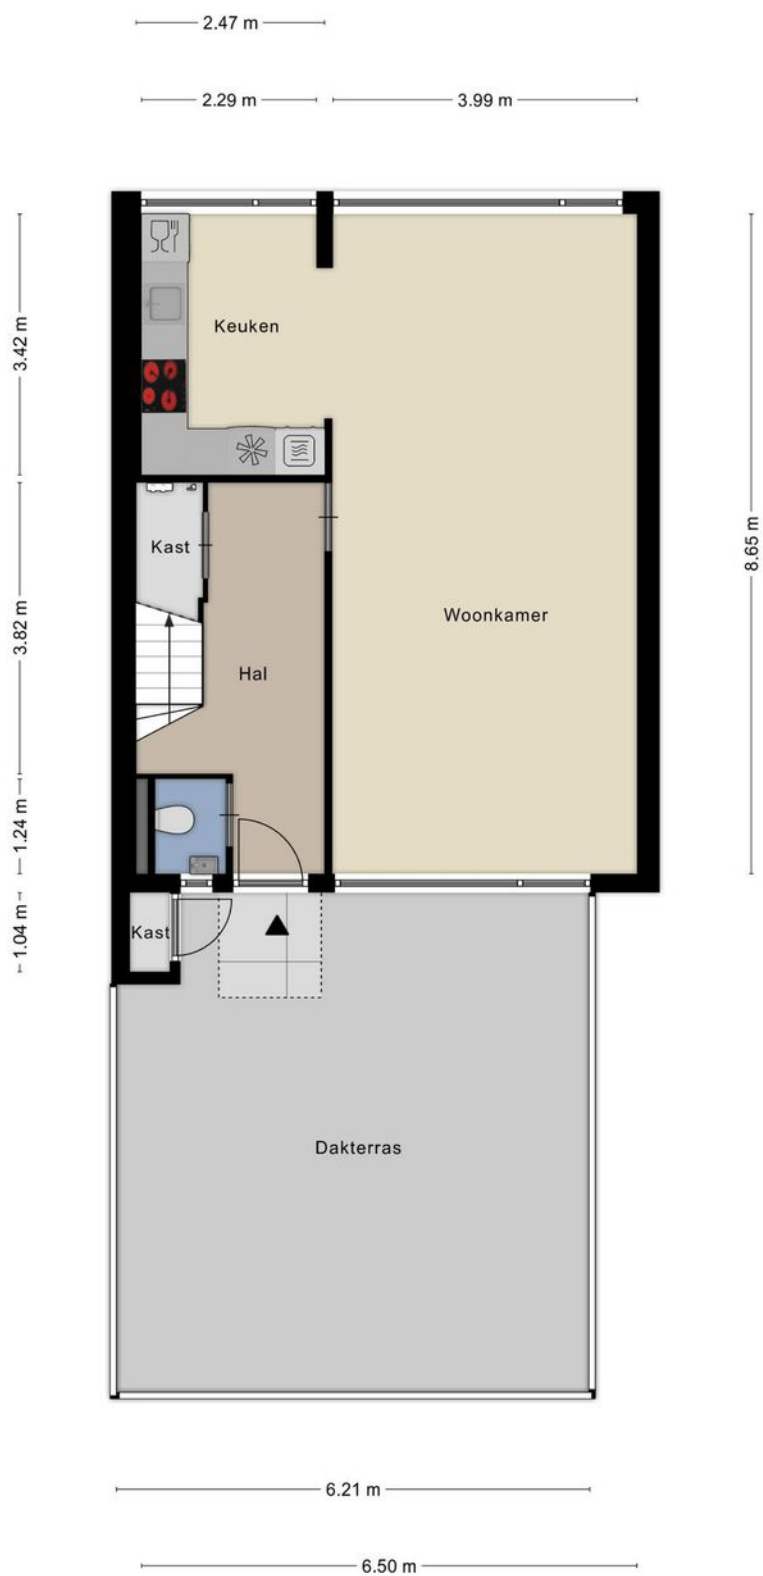 2.47 m
2.29 m
3.99 m
Keuken
3.42 m
8.65 m
Kast
Woonkamer
3.82 m
Hal
1.24 m
Kast
1.04 m
Dakterras
6.21 m
6.50 m